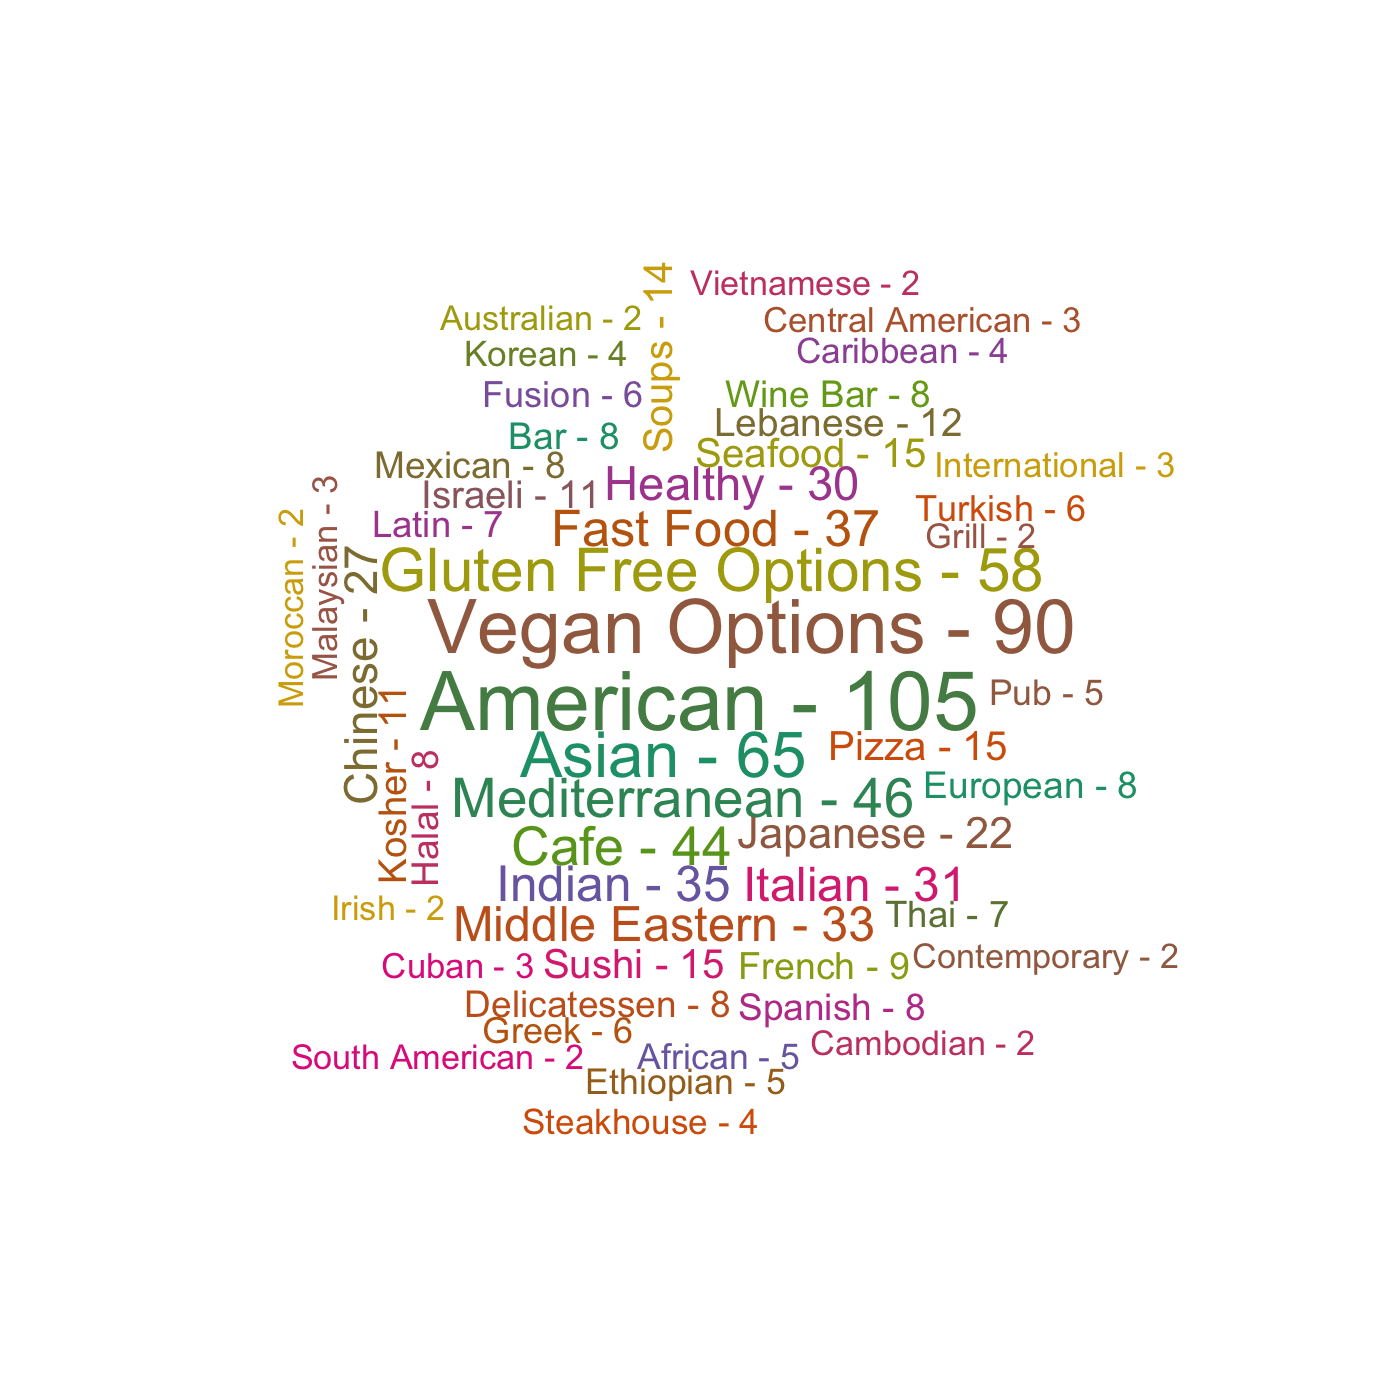 Vietnamese - 2
Soups - 14
Australian - 2
Central American - 3
Korean - 4
Caribbean - 4
Fusion - 6
Wine Bar - 8
Lebanese - 12
Bar - 8
Seafood - 15
Mexican - 8
International - 3
Israeli - 11
Healthy - 30
Turkish - 6
Latin - 7
Fast Food - 37
Grill - 2
Moroccan - 2
Malaysian - 3
Chinese - 27
Gluten Free Options - 58
Vegan Options - 90
American - 105
Pub - 5
Asian - 65
Pizza - 15
Kosher - 11
Halal - 8
Mediterranean - 46
European - 8
Cafe - 44
Japanese - 22
Indian - 35
Italian - 31
Irish - 2
Middle Eastern - 33
Thai - 7
Cuban - 3
Sushi - 15
French - 9
Contemporary - 2
Delicatessen - 8
Spanish - 8
Greek - 6
Cambodian - 2
South American - 2
African - 5
Ethiopian - 5
Steakhouse - 4